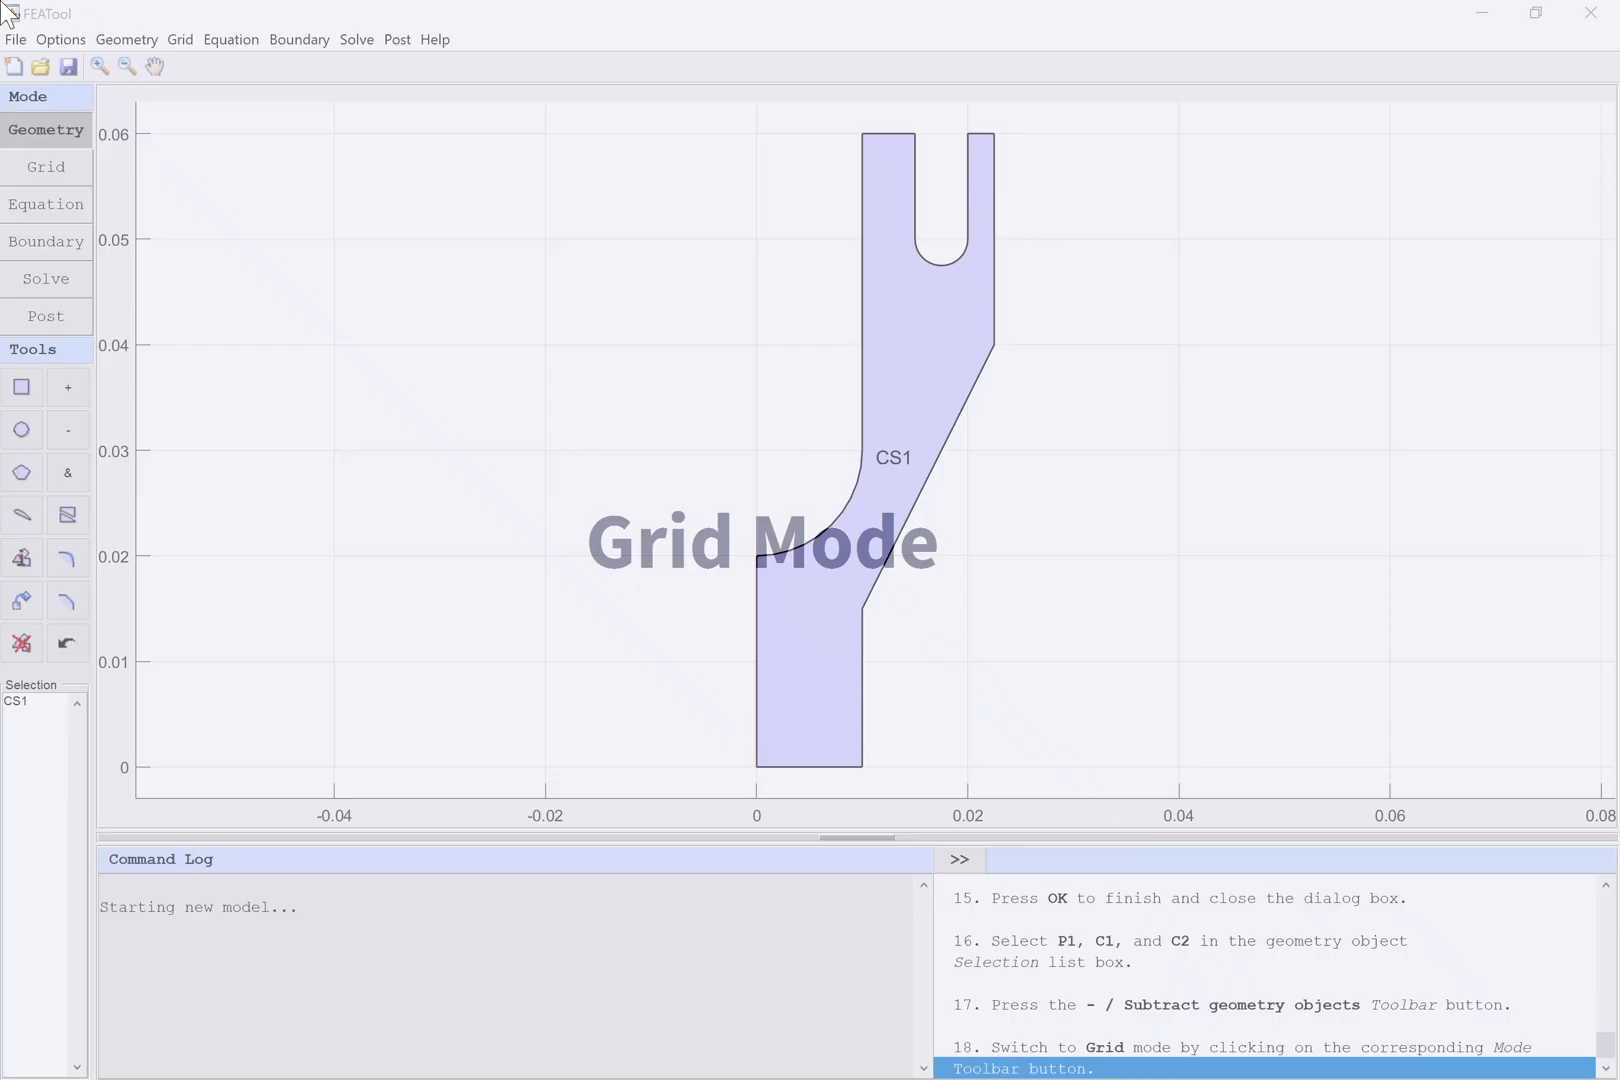 FEATool
File Options Geometry Grid Equation Boundary Solve Post Help
Mode
Geometry
Grid
Equation
Boundary
Solve
Post
Tools
+
-
&
Selection
CS1
0.06
0.05
0.04
0.03
0.02
0.01
0
-0.04 -0.02 0 0.02 0.04 0.06 0.08
CS1
Grid Mode
Command Log
Starting new model...
>>
15. Press OK to finish and close the dialog box.
16. Select P1, C1, and C2 in the geometry object
Selection list box.
17. Press the - / Subtract geometry objects Toolbar button.
18. Switch to Grid mode by clicking on the corresponding Mode
Toolbar button.